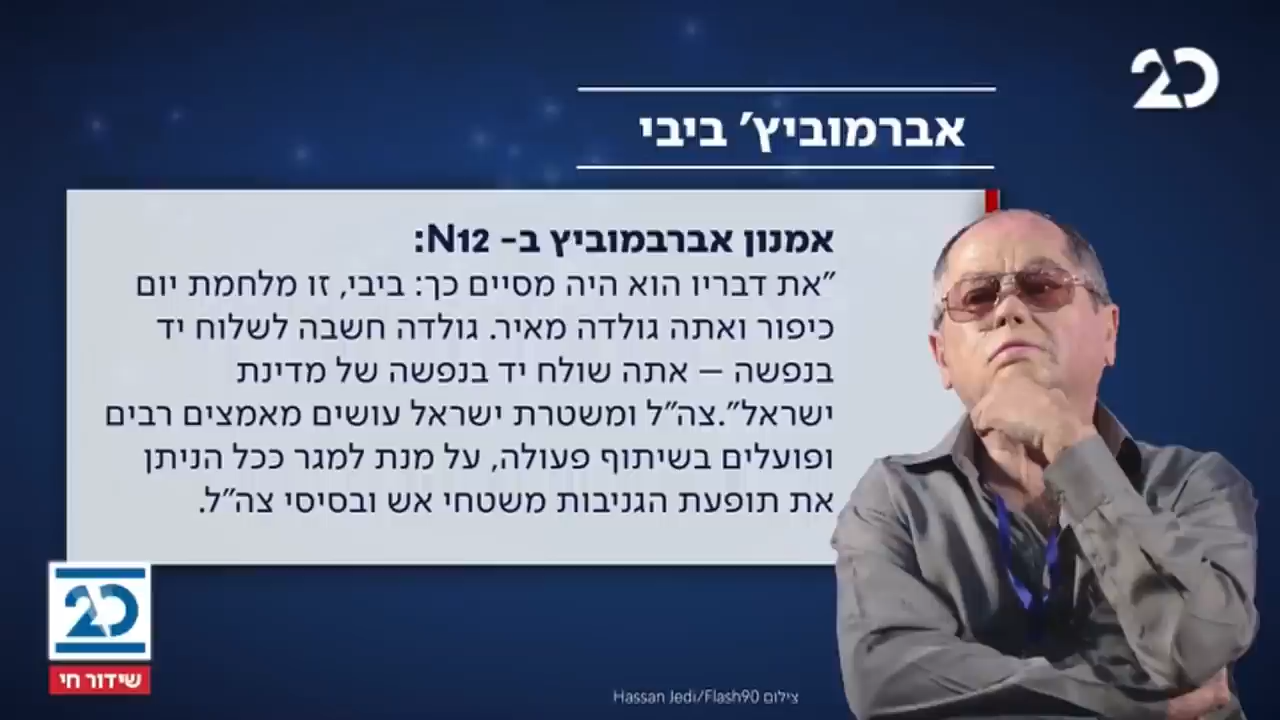 20
אברמוביץ' ביבי
אמנון אברבמוביץ ב- N12:
"את דבריו הוא היה מסיים כך: ביבי, זו מלחמת יום
כיפור ואתה גולדה מאיר. גולדה חשבה לשלוח יד
בנפשה – אתה שולח יד בנפשה של מדינת
ישראל".צה"ל ומשטרת ישראל עושים מאמצים רבים
ופועלים בשיתוף פעולה, על מנת למגר ככל הניתן
את תופעת הגניבות משטחי אש ובסיסי צה"ל.
20
שידור חי
צילום Hassan Jedi/Flash90